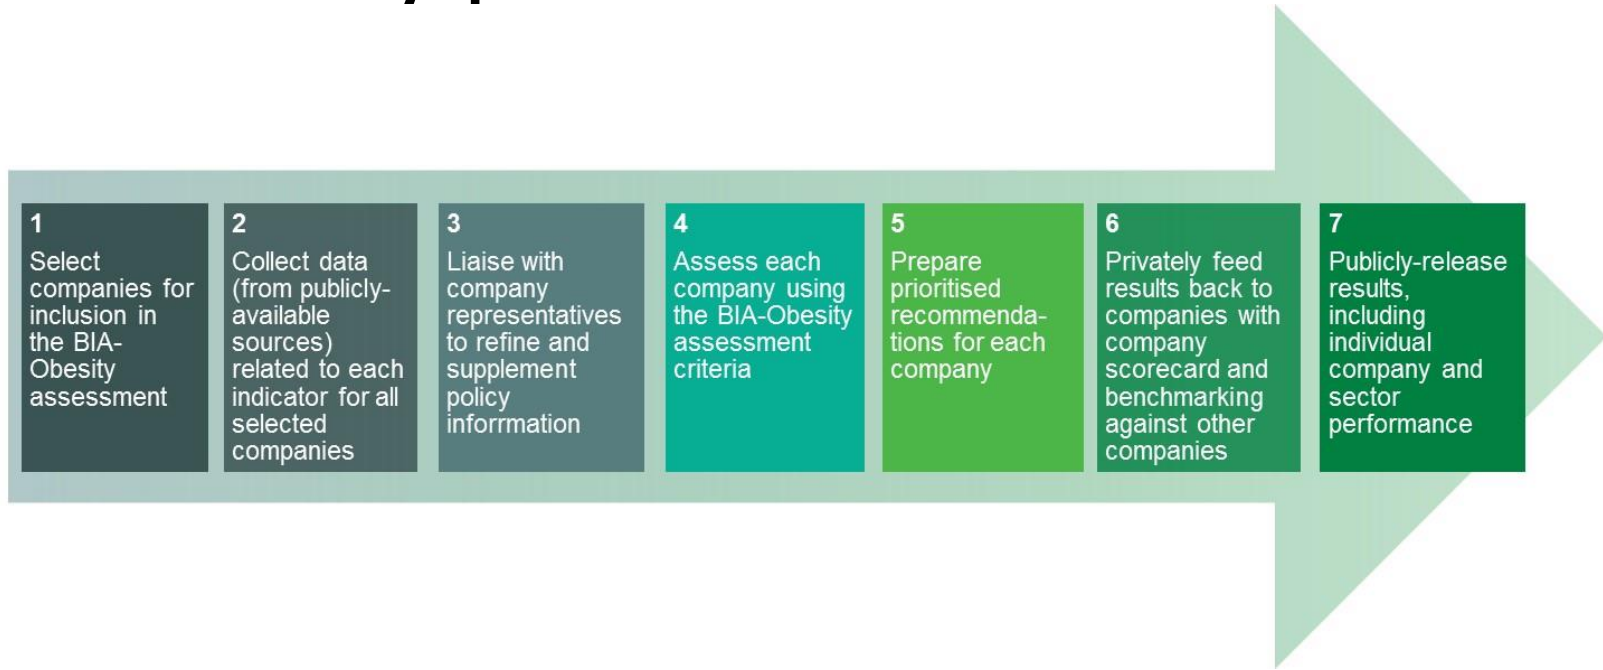 1
Select
companies for
inclusion in
the BIA-
Obesity
assessment
2
Collect data
(from publicly-
available
sources)
related to each
indicator for all
selected
companies
3
Liaise with
company
representatives
to refine and
supplement
policy
inforrmation
4
Assess each
company using
the BIA-Obesity
assessment
criteria
5
Prepare
prioritised
recommenda-
tions for each
company
6
Privately feed
results back to
companies with
company
scorecard and
benchmarking
against other
companies
7
Publicly-release
results,
including
individual
company and
sector
performance